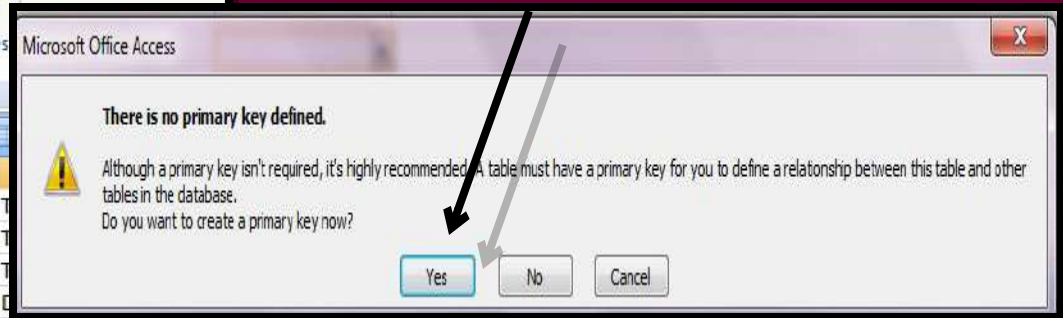 Microsoft Office Access
X
There is no primary key defined.
Although a primary key isn't required, it's highly recommended. A table must have a primary key for you to define a relationship between this table and other
tables in the database.
Do you want to create a primary key now?
Yes No Cancel